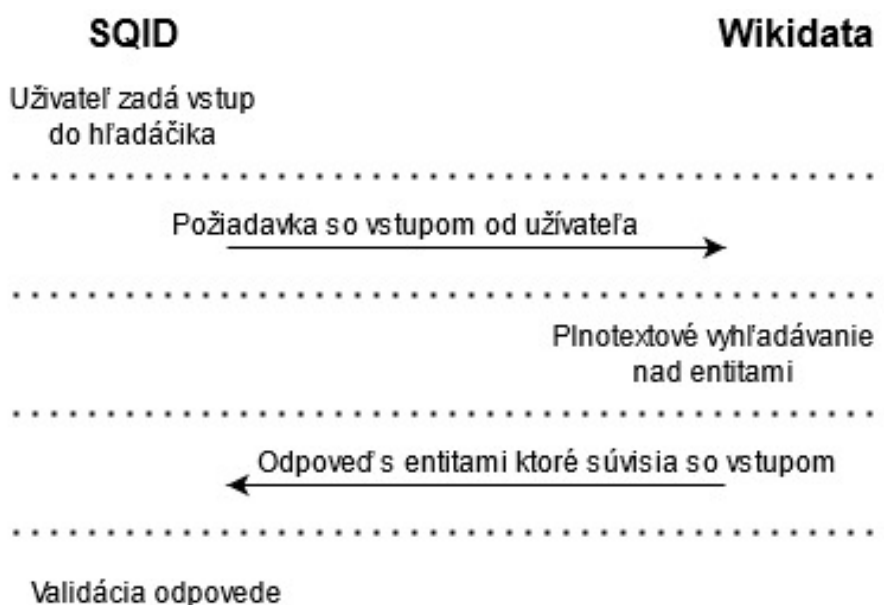 SQID
Wikidata
Uživateľ zadá vstup
do hľadáčika
Požiadavka so vstupom od užívateľa
Plnotextové vyhľadávanie
nad entitami
Odpoveď s entitami ktoré súvisia so vstupom
Validácia odpovede